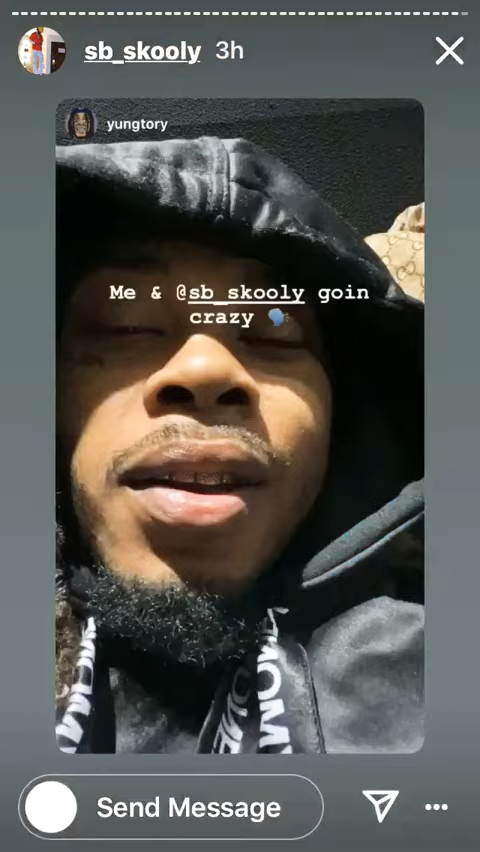 sb_skooly 3h
yungtory
Me & @sb_skooly goin
crazy 🗣
Send Message